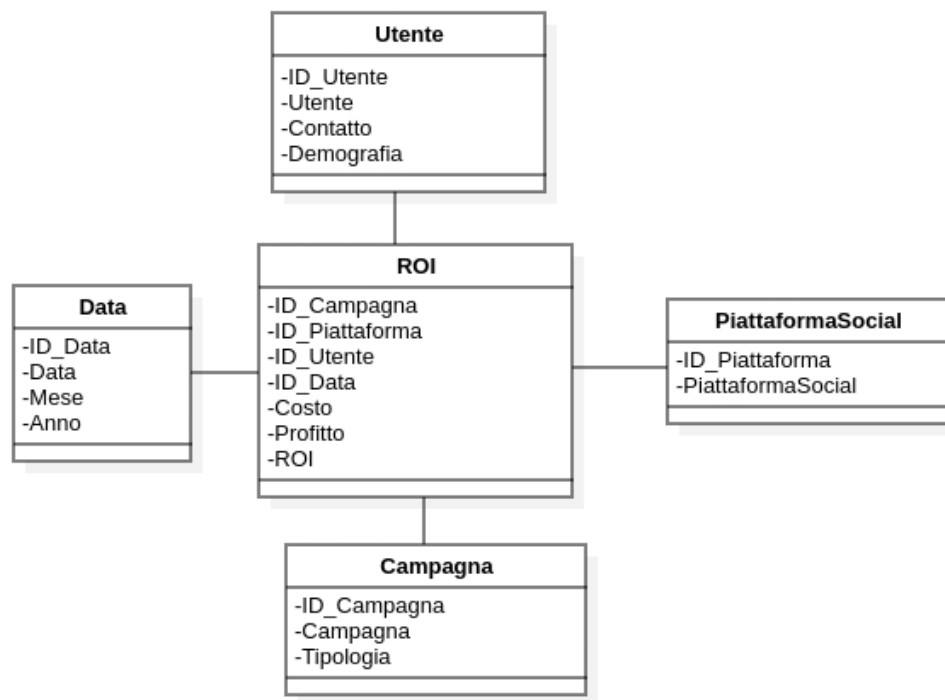 Utente
-ID_Utente
-Utente
-Contatto
-Demografia
ROI
-ID_Campagna
-ID_Piattaforma
-ID_Utente
-ID_Data
-Costo
-Profitto
-ROI
Data
-ID_Data
-Data
-Mese
-Anno
PiattaformaSocial
-ID_Piattaforma
-PiattaformaSocial
Campagna
-ID_Campagna
-Campagna
-Tipologia